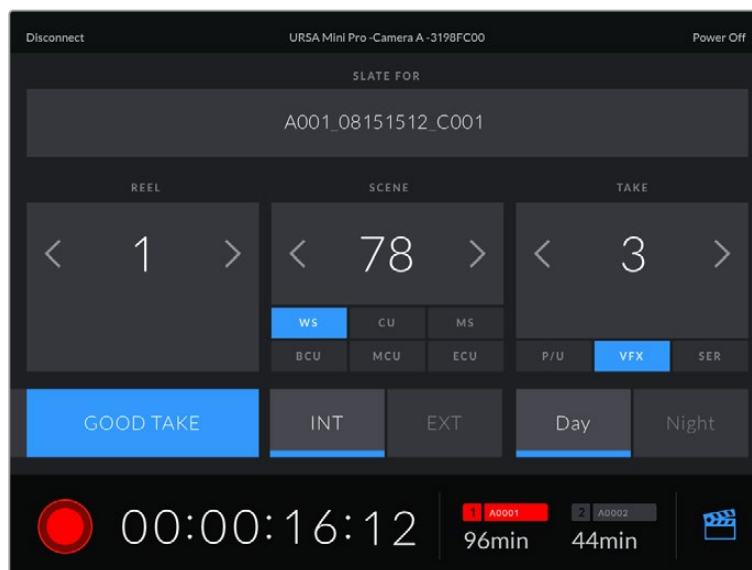 Disconnect URSA Mini Pro -Camera A -3198FC00 Power Off
SLATE FOR
A001_08151512_C001
REEL SCENE TAKE
< 1 > < 78 > < 3 >
WS CU MS
BCU MCU ECU P/U VFX SER
GOOD TAKE INT EXT Day Night
00:00:16:12 1 A0001 2 A0002
96min 44min